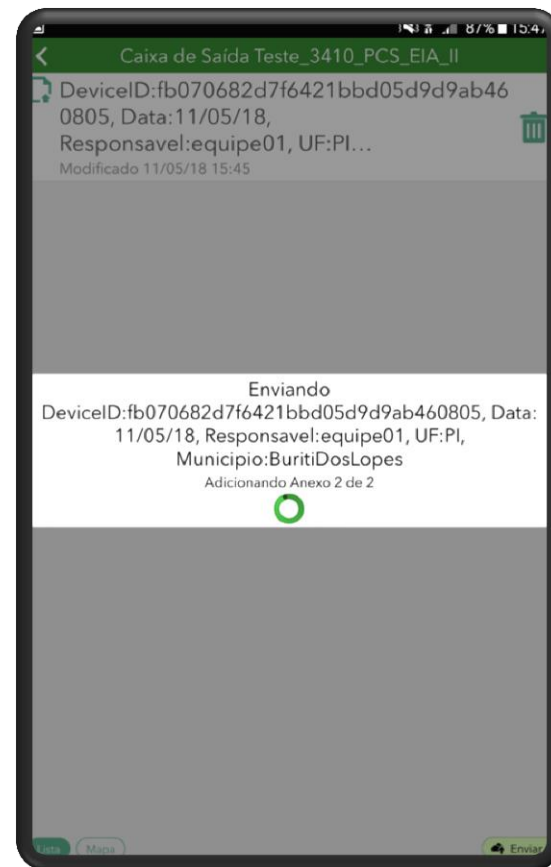 87% 15:47
Caixa de Saída Teste_3410_PCS_EIA_II
DeviceID:fb070682d7f6421bbd05d9d9ab46
0805, Data:11/05/18,
Responsavel:equipe01, UF:PI...
Modificado 11/05/18 15:45
Enviando
DeviceID:fb070682d7f6421bbd05d9d9ab460805, Data:
11/05/18, Responsavel:equipe01, UF:PI,
Municipio:BuritiDosLopes
Adicionando Anexo 2 de 2
Lista Mapa Enviar